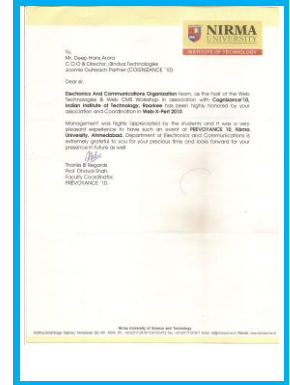 NIRMA
UNIVERSITY
INSTITUTE OF TECHNOLOGY
To,
Mr. Deep Hans Arora
C.O.O & Director, i3indya Technologies
Joomla Outreach Partner (COGNIZANCE '10)
Dear sir,
Electronics And Communications Organization team, as the host of the Web
Technologies & Web CMS Workshop in association with Cognizance'10,
Indian Institute of Technology, Roorkee has been highly honored by your
association and Coordination in Web-X-Pert 2010.
Management was highly appreciated by the students and it was a very
pleasant experience to have such an event at PREVOYANCE '10, Nirma
University, Ahmedabad. Department of Electronics and Communications is
extremely grateful to you for your precious time and looks forward for your
presence in future as well.
Thanks & Regards
Prof. Dhaval Shah,
Faculty Coordinator,
PREVOYANCE '10.
Nirma University of Science and Technology